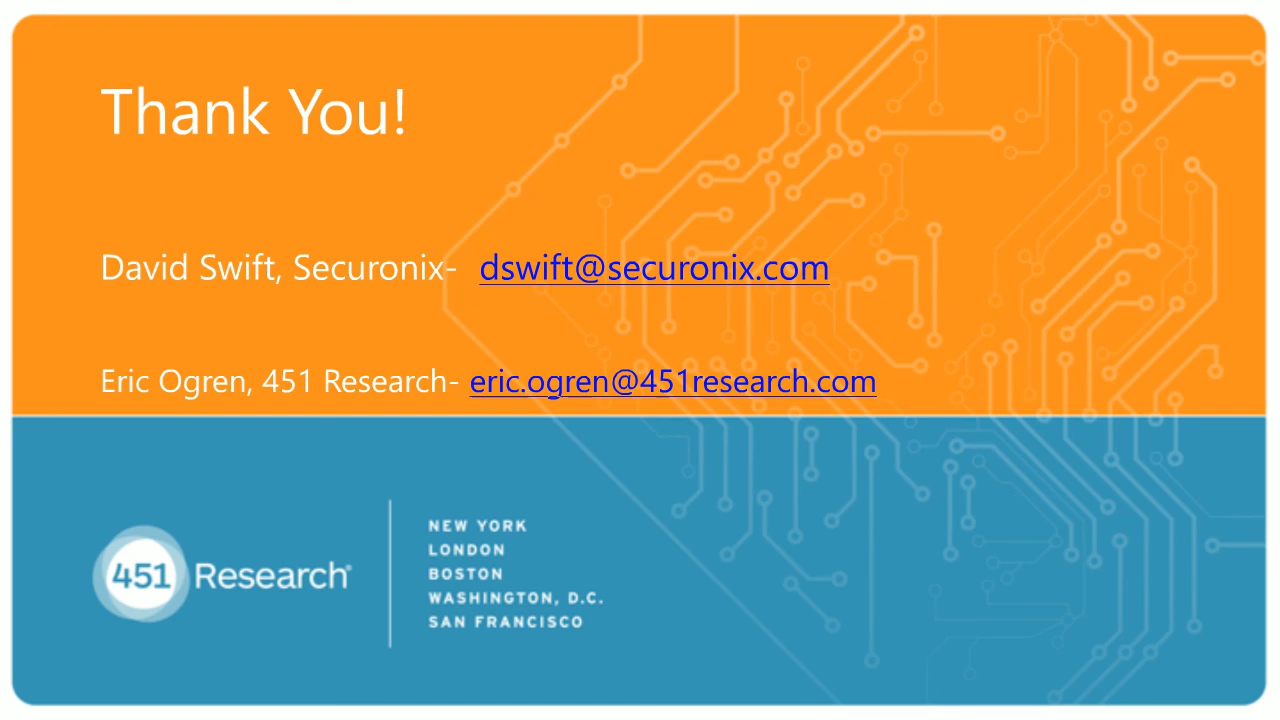 Thank You!
David Swift, Securonix- dswift@securonix.com
Eric Ogren, 451 Research- eric.ogren@451research.com
451 Research®
NEW YORK
LONDON
BOSTON
WASHINGTON, D.C.
SAN FRANCISCO